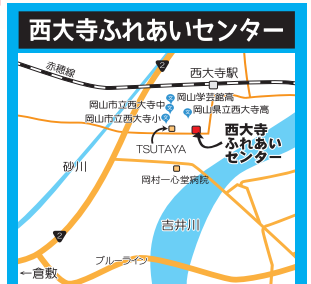 西大寺ふれあいセンター
赤穂線
2
西大寺駅
岡山学芸館高
岡山市立西大寺中
岡山県立西大寺高
岡山市立西大寺小
西大寺
ふれあい
センター
TSUTAYA
砂川
岡村一心堂病院
吉井川
2
ブルーライン
←倉敷